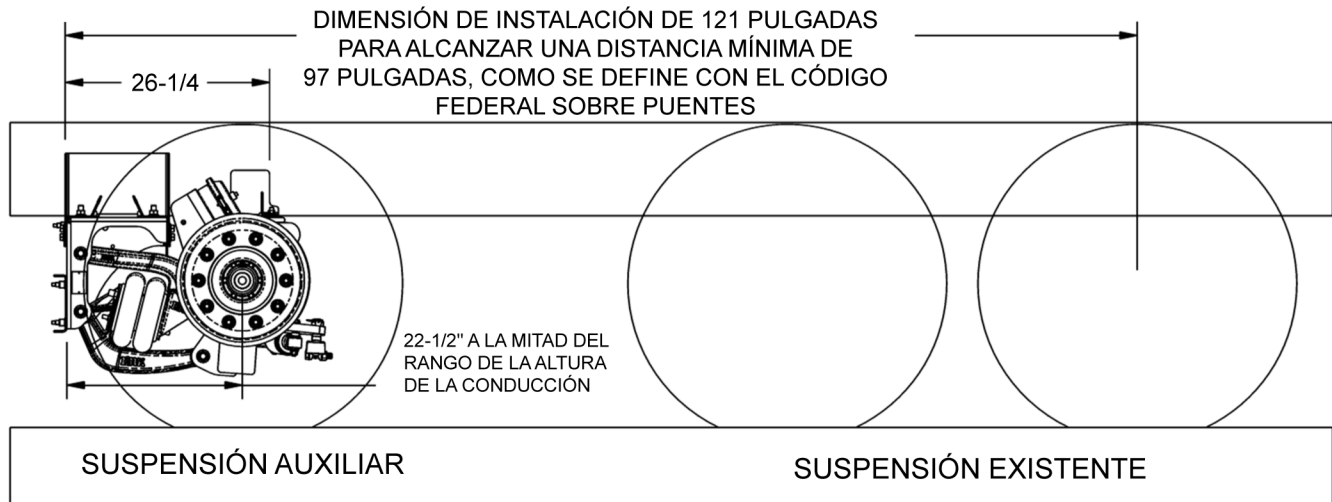 DIMENSIÓN DE INSTALACIÓN DE 121 PULGADAS
PARA ALCANZAR UNA DISTANCIA MÍNIMA DE
97 PULGADAS, COMO SE DEFINE CON EL CÓDIGO
FEDERAL SOBRE PUENTES
26-1/4
22-1/2" A LA MITAD DEL
RANGO DE LA ALTURA
DE LA CONDUCCIÓN
SUSPENSIÓN AUXILIAR
SUSPENSIÓN EXISTENTE